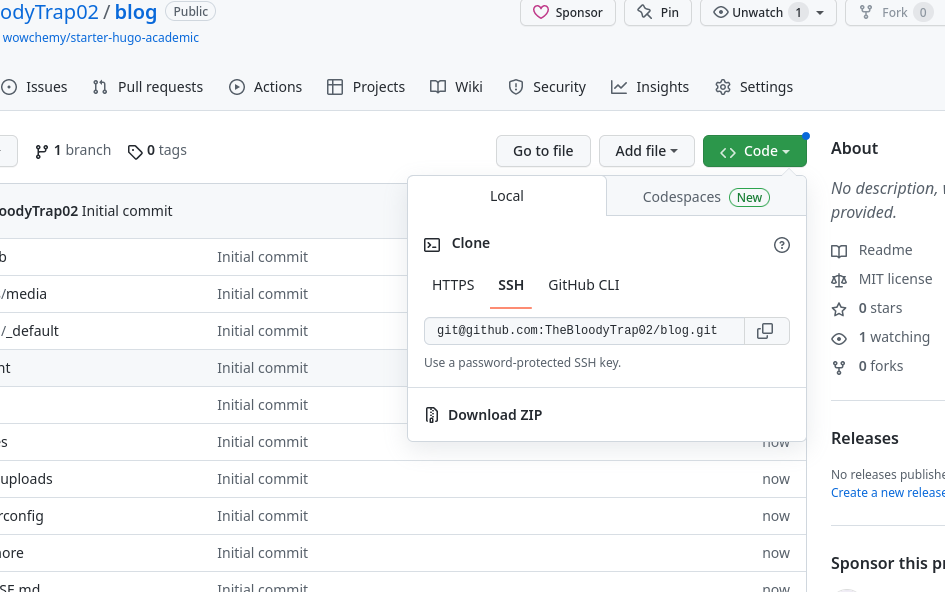 odyTrap02 / blog Public
Sponsor Pin Unwatch 1 Fork 0
wowchemy/starter-hugo-academic
Issues Pull requests Actions Projects Wiki Security Insights Settings
1 branch 0 tags Go to file Add file Code
oodyTrap02 Initial commit
b Initial commit
/media Initial commit
/_default Initial commit
nt Initial commit
Initial commit
es Initial commit now
uploads Initial commit now
rconfig Initial commit now
nore Initial commit now
SE.md Initial commit now
Local Codespaces New
Clone
HTTPS SSH GitHub CLI
git@github.com:TheBloodyTrap02/blog.git
Use a password-protected SSH key.
Download ZIP
About
No description,
provided.
Readme
MIT license
0 stars
1 watching
0 forks
Releases
No releases publishe
Create a new release
Sponsor this pr